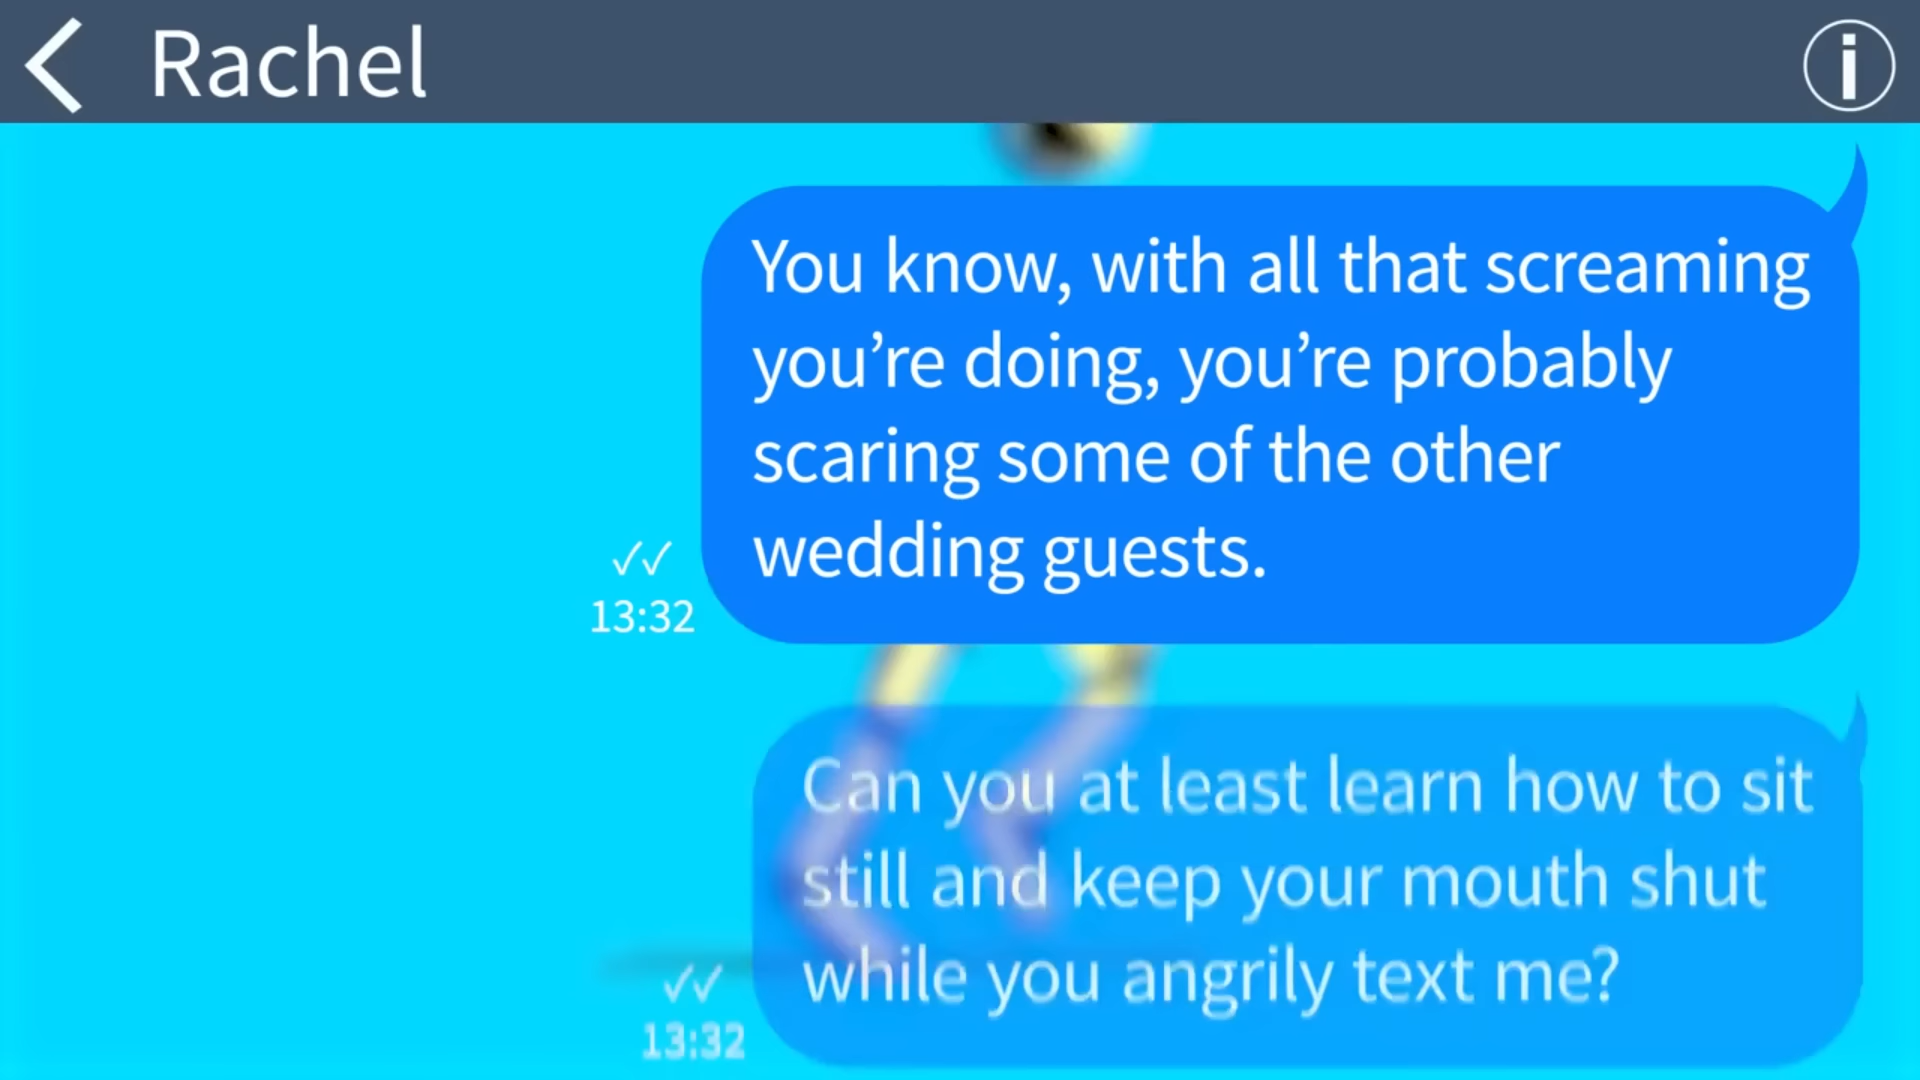 Rachel
You know, with all that screaming
you’re doing, you’re probably
scaring some of the other
wedding guests.
✓✓
13:32
Can you at least learn how to sit
still and keep your mouth shut
while you angrily text me?
✓✓
13:32